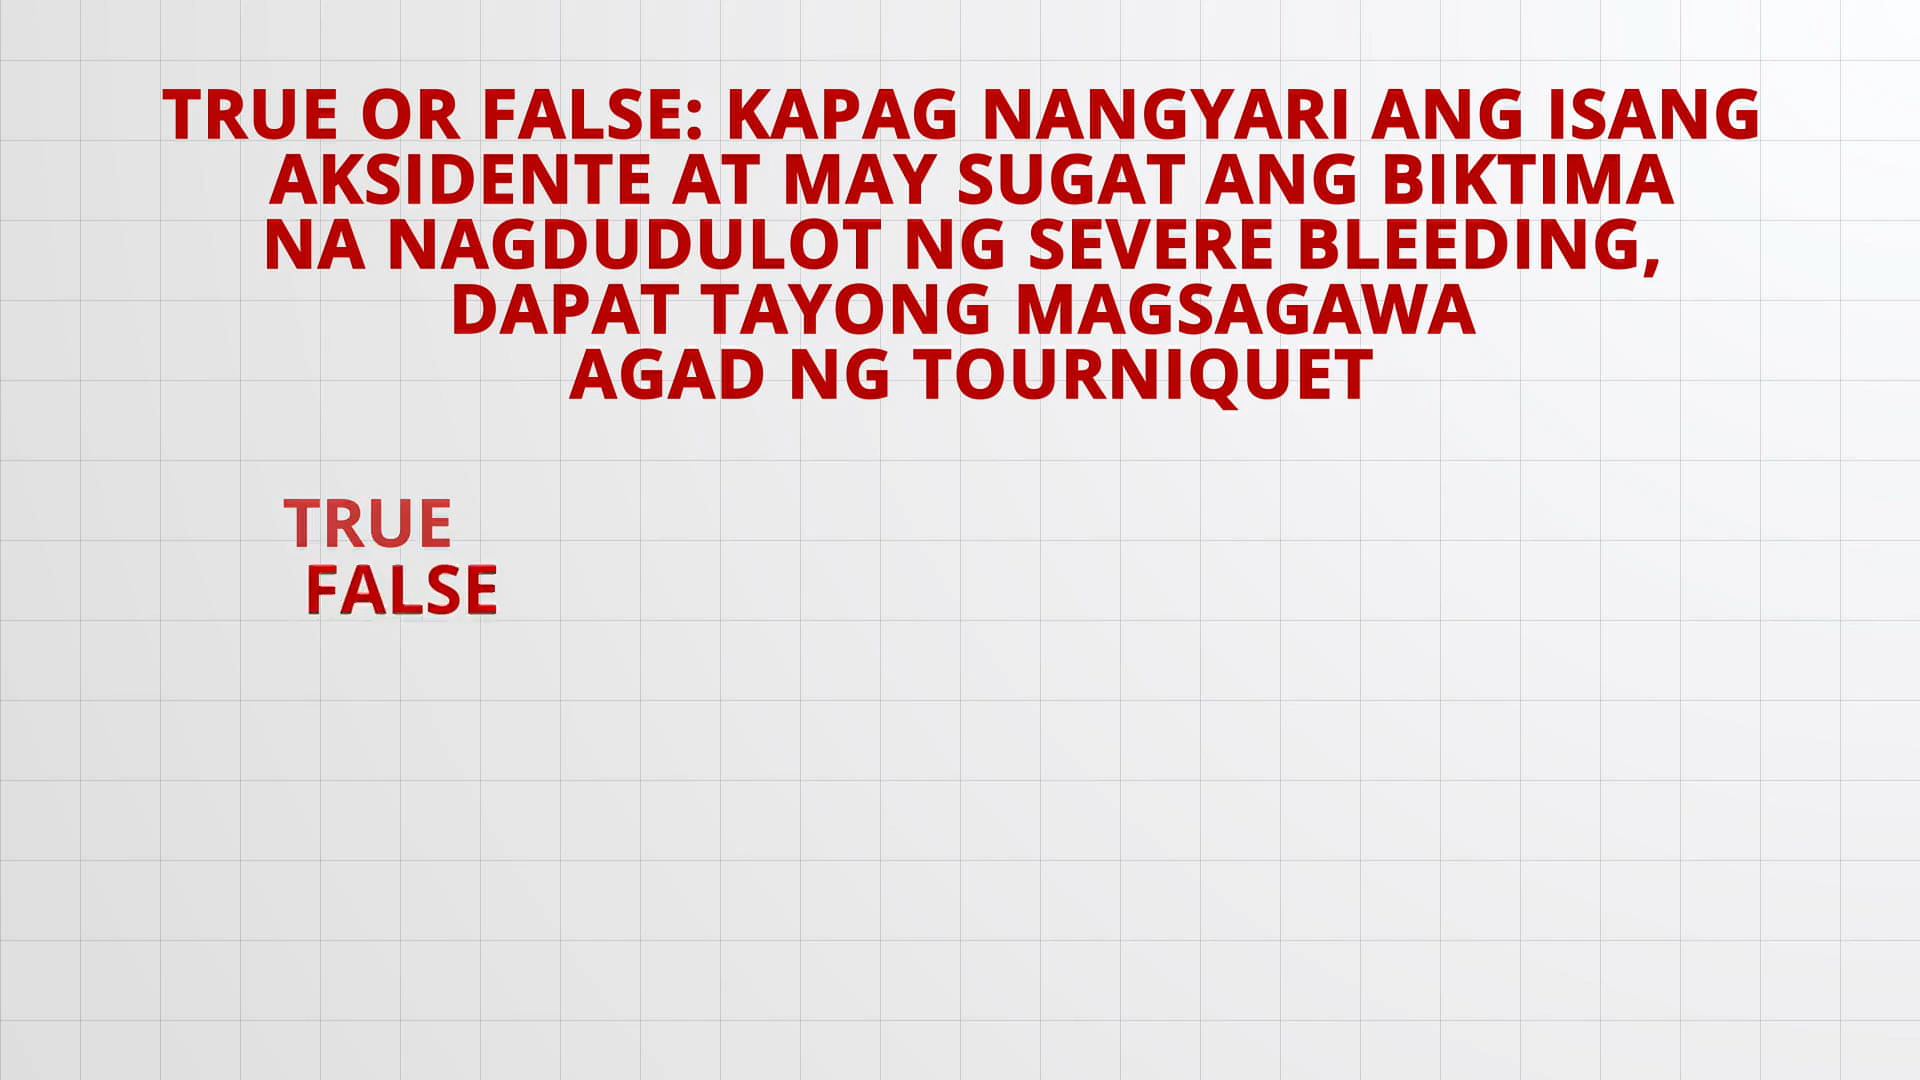 TRUE OR FALSE: KAPAG NANGYARI ANG ISANG
AKSIDENTE AT MAY SUGAT ANG BIKTIMA
NA NAGDUDULOT NG SEVERE BLEEDING,
DAPAT TAYONG MAGSAGAWA
AGAD NG TOURNIQUET
TRUE
FALSE